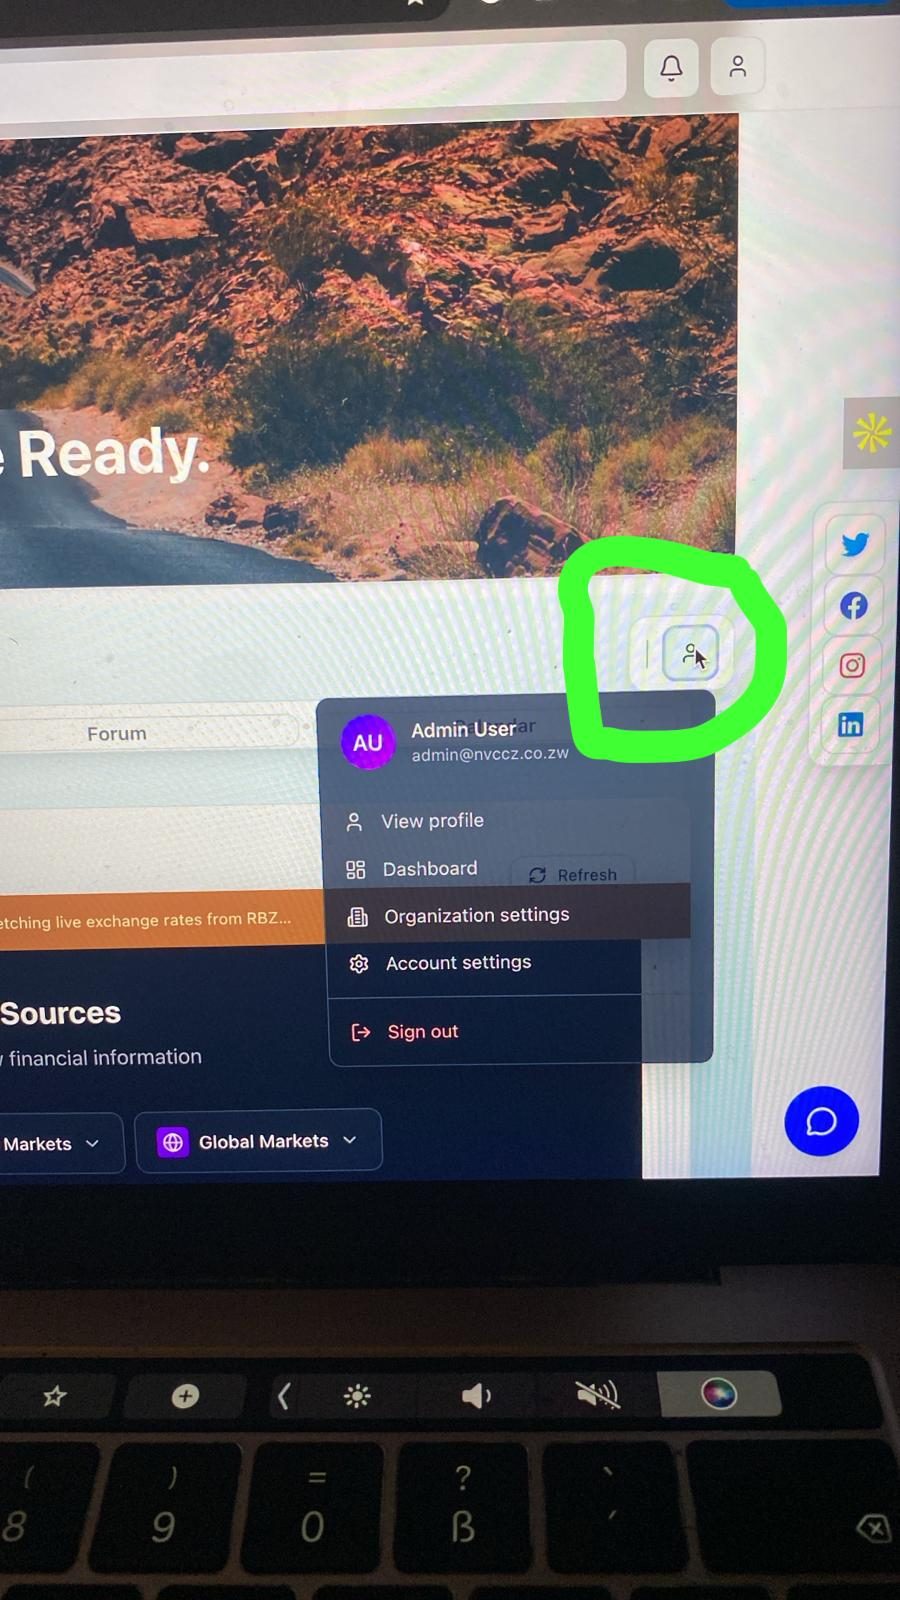 Ready.
Forum
AU
Admin User
admin@nvccz.co.zw
View profile
Dashboard
Refresh
Organization settings
etching live exchange rates from RBZ...
Account settings
Sources
financial information
Sign out
Markets
Global Markets
( ) = ? `
8 9 0 ß ´